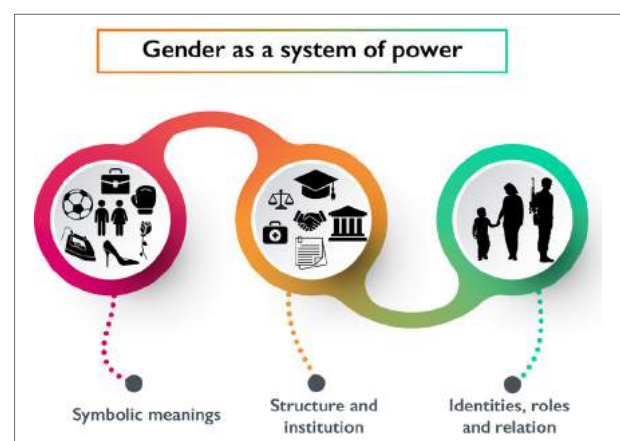 Gender as a system of power
Symbolic meanings
Structure and
institution
Identities, roles
and relation